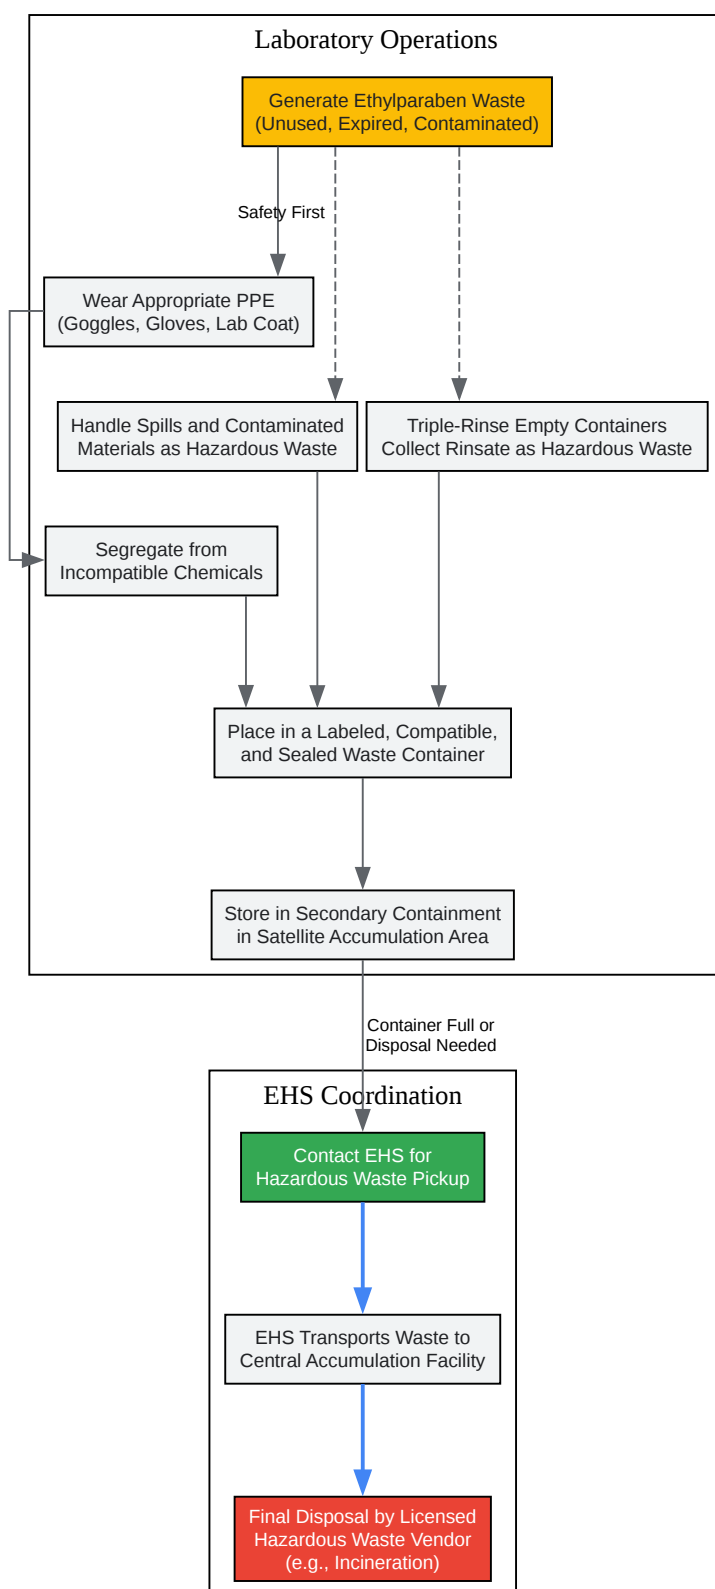 Laboratory Operations
Generate Ethylparaben Waste
(Unused, Expired, Contaminated)
Safety First
Wear Appropriate PPE
(Goggles, Gloves, Lab Coat)
Handle Spills and Contaminated
Materials as Hazardous Waste
Triple-Rinse Empty Containers
Collect Rinsate as Hazardous Waste
Segregate from
Incompatible Chemicals
Place in a Labeled, Compatible,
and Sealed Waste Container
Store in Secondary Containment
in Satellite Accumulation Area
Container Full or
Disposal Needed
EHS Coordination
Contact EHS for
Hazardous Waste Pickup
EHS Transports Waste to
Central Accumulation Facility
Final Disposal by Licensed
Hazardous Waste Vendor
(e.g., Incineration)